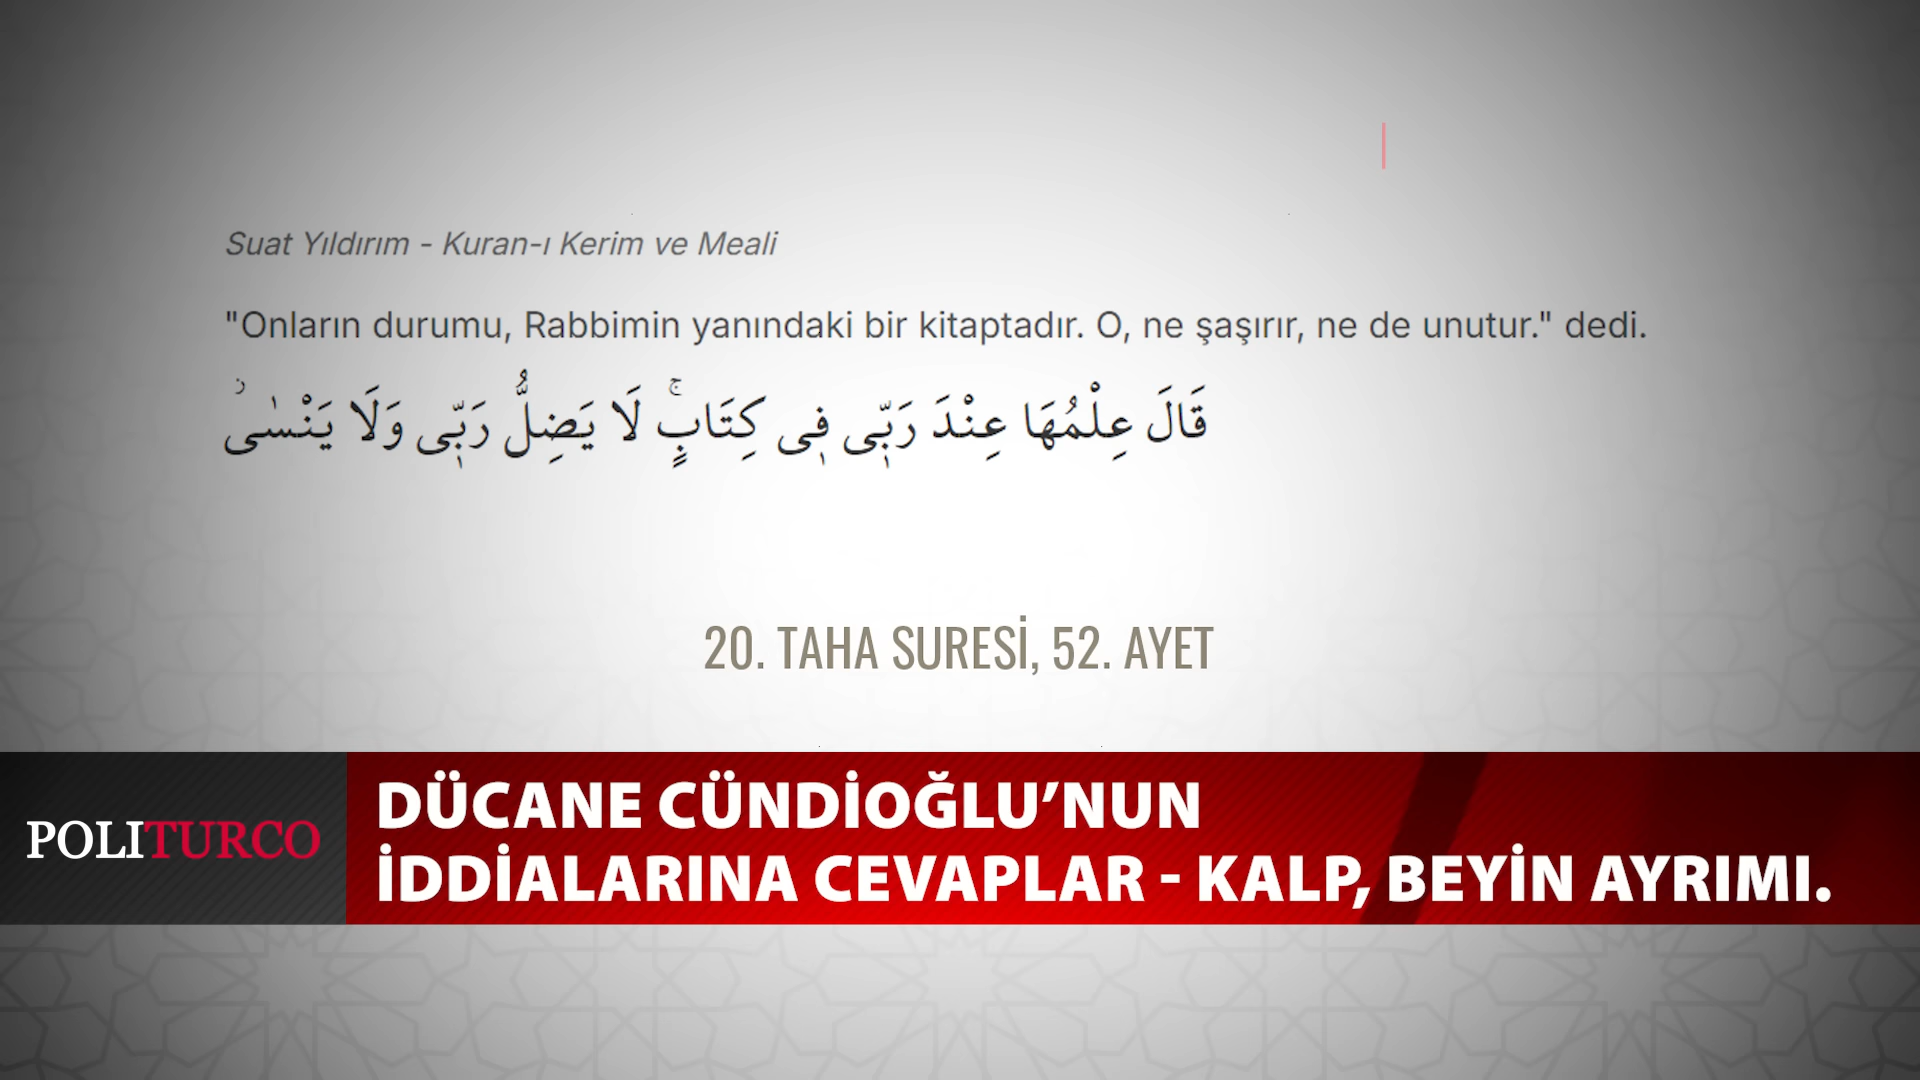 Suat Yıldırım - Kuran-ı Kerim ve Meali
"Onların durumu, Rabbimin yanındaki bir kitaptadır. O, ne şaşırır, ne de unutur." dedi.
قَالَ عِلْمُهَا عِنْدَ رَبّ۪ى ف۪ى كِتَابٍۚ لَا يَضِلُّ رَبّ۪ى وَلَا يَنْسٰىۘ
20. TAHA SURESİ, 52. AYET
POLITURCO
DÜCANE CÜNDİOĞLU’NUN
İDDİALARINA CEVAPLAR - KALP, BEYİN AYRIMI.